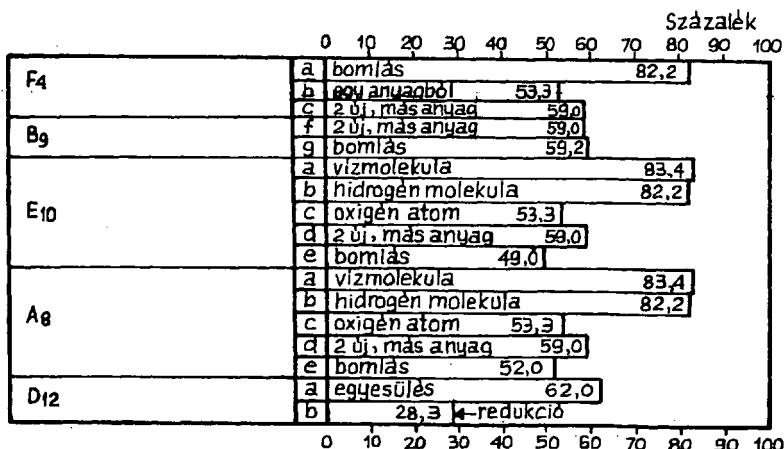 Százalék
0 10 20 30 40 50 60 70 80 90 100
F4
a bomlás 82,2
b egy anyagból 53,3
c 2 új, más anyag 59,0
B9
f 2 új, más anyag 59,0
g bomlás 59,2
E10
a vízmolekula 83,4
b hidrogén molekula 82,2
c oxigén atom 53,3
d 2 új, más anyag 59,0
e bomlás 49,0
A8
a vízmolekula 83,4
b hidrogén molekula 82,2
c oxigén atom 53,3
d 2 új, más anyag 59,0
e bomlás 52,0
D12
a egyesülés 62,0
b 28,3 ←redukció
0 10 20 30 40 50 60 70 80 90 100